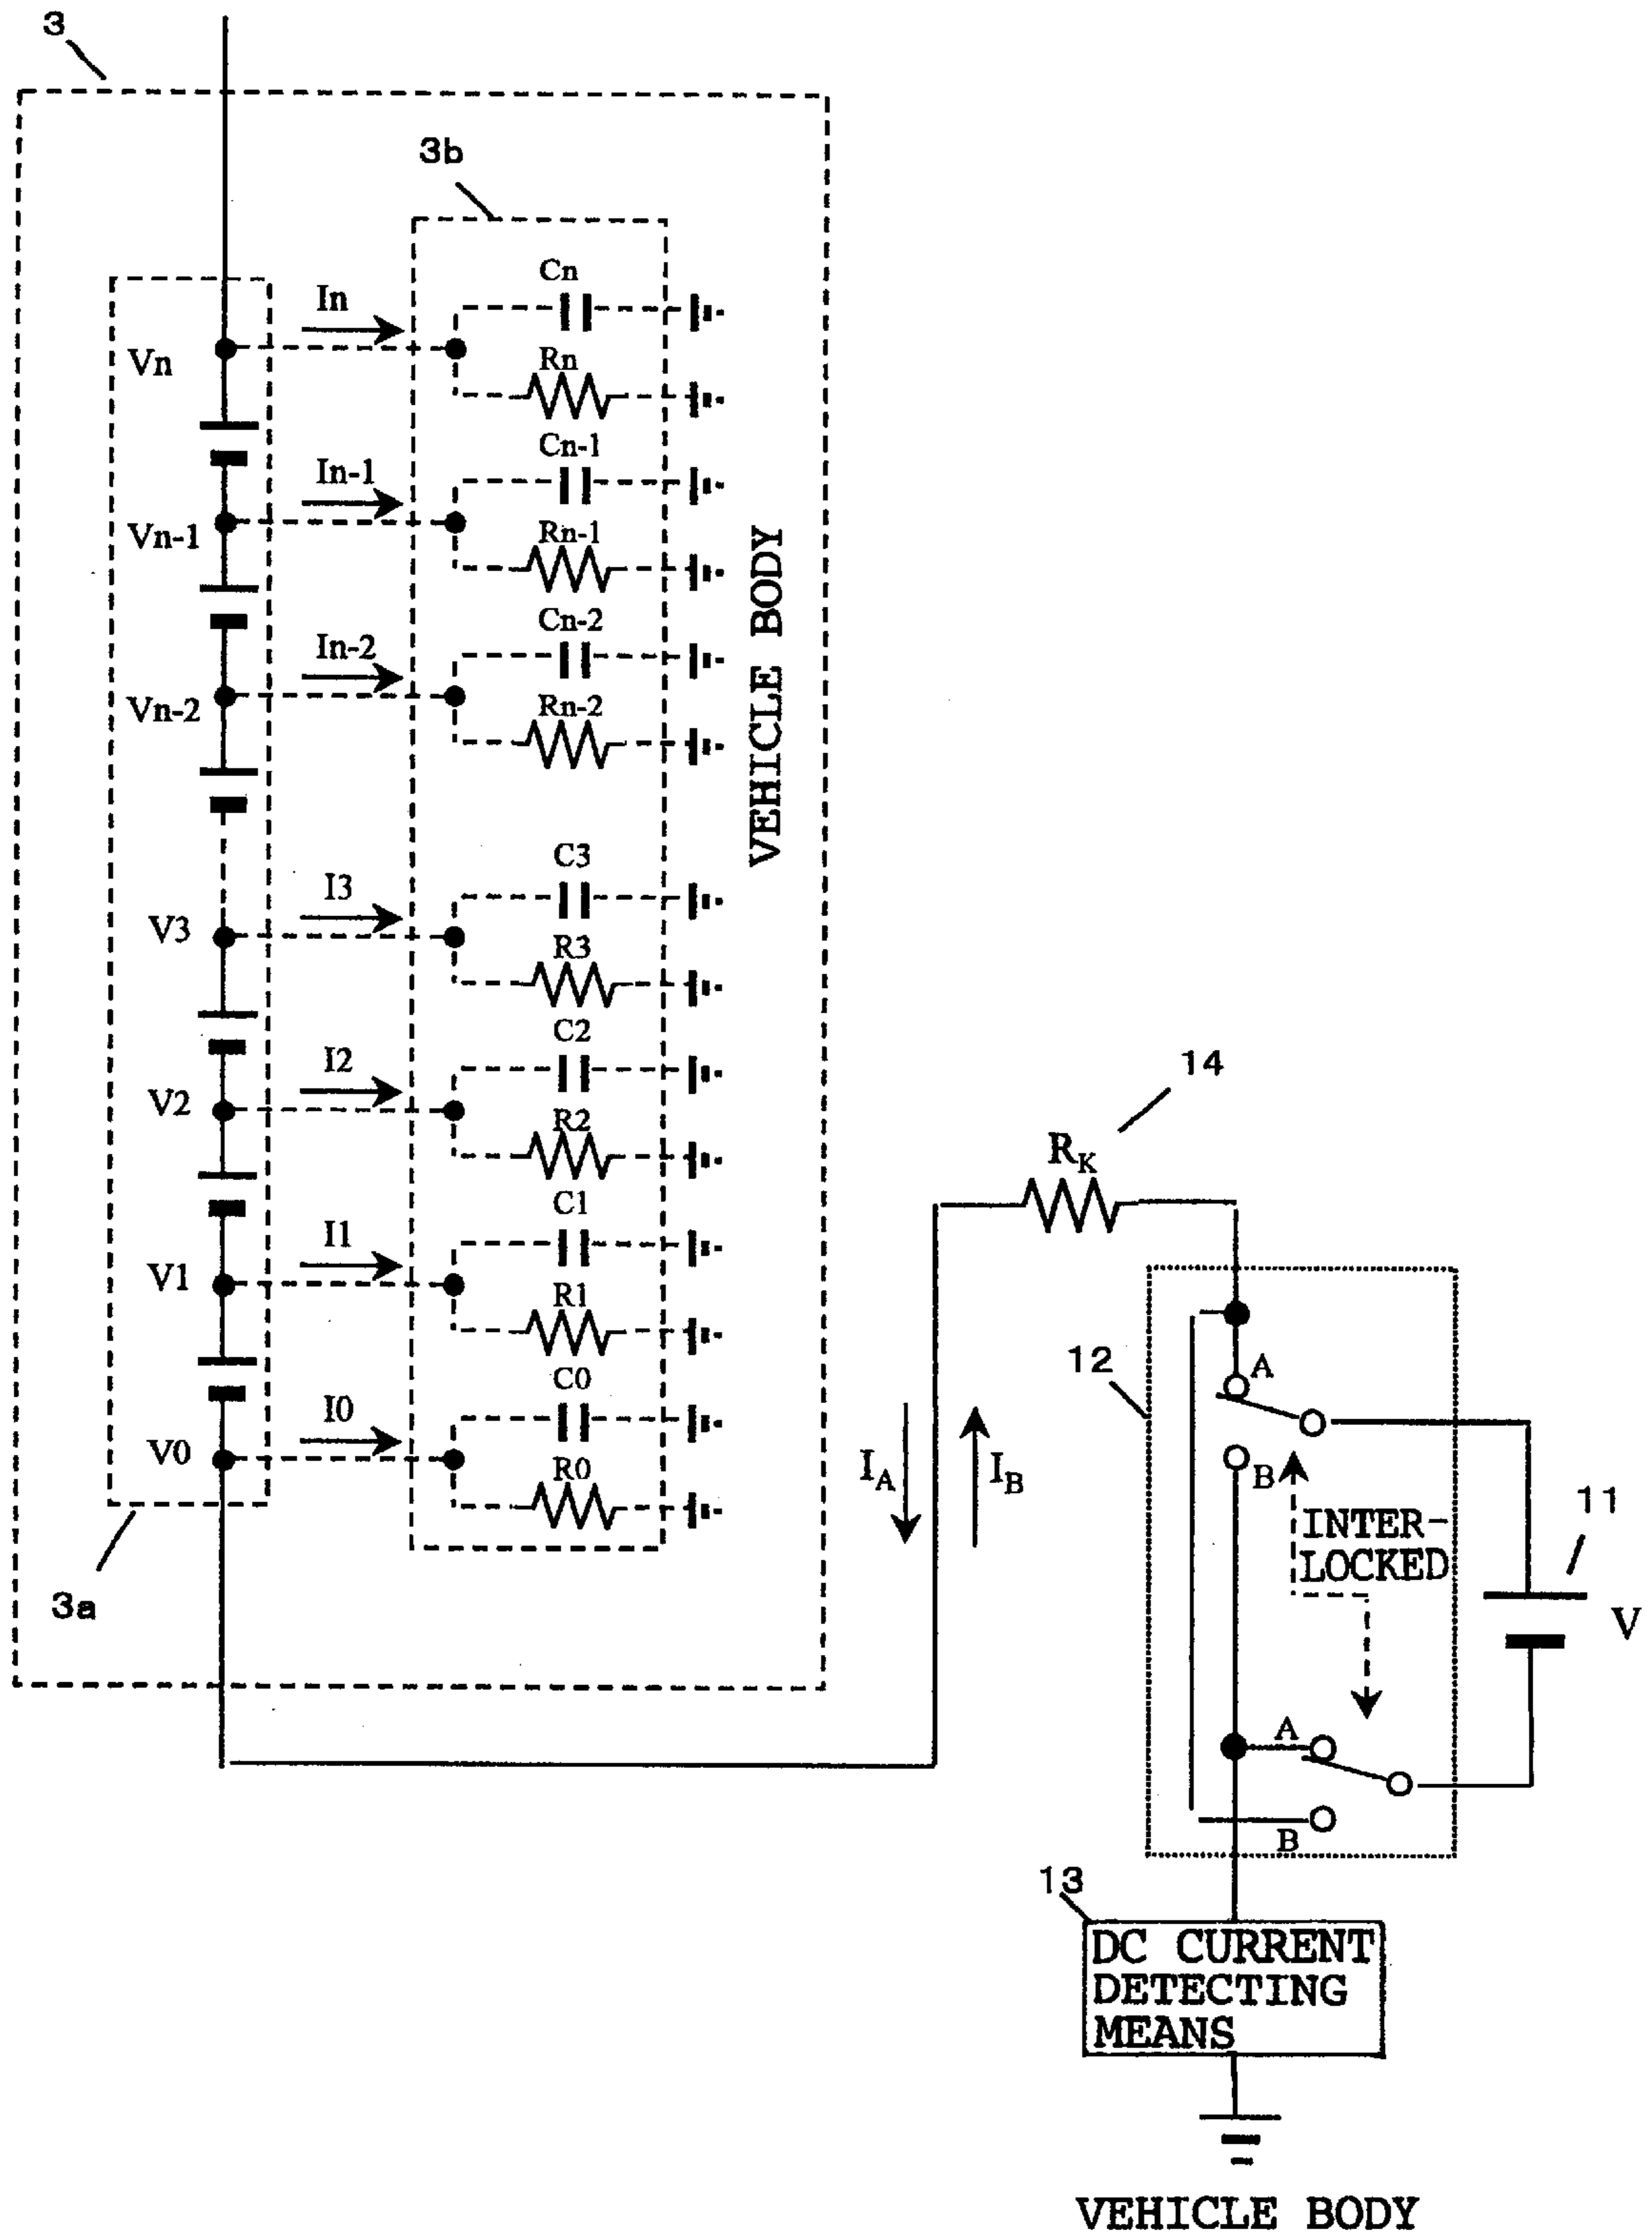 3
3b
Cn
In
Vn
Rn
Cn-1
In-1
Vn-1
Rn-1
Cn-2
In-2
Vn-2
Rn-2
VEHICLE BODY
C3
I3
V3
R3
C2
I2
V2
R2
C1
I1
V1
R1
C0
I0
V0
R0
3a
14
RK
12
A
B
IA
IB
INTER-
LOCKED
11
V
A
B
13
DC CURRENT
DETECTING
MEANS
VEHICLE BODY